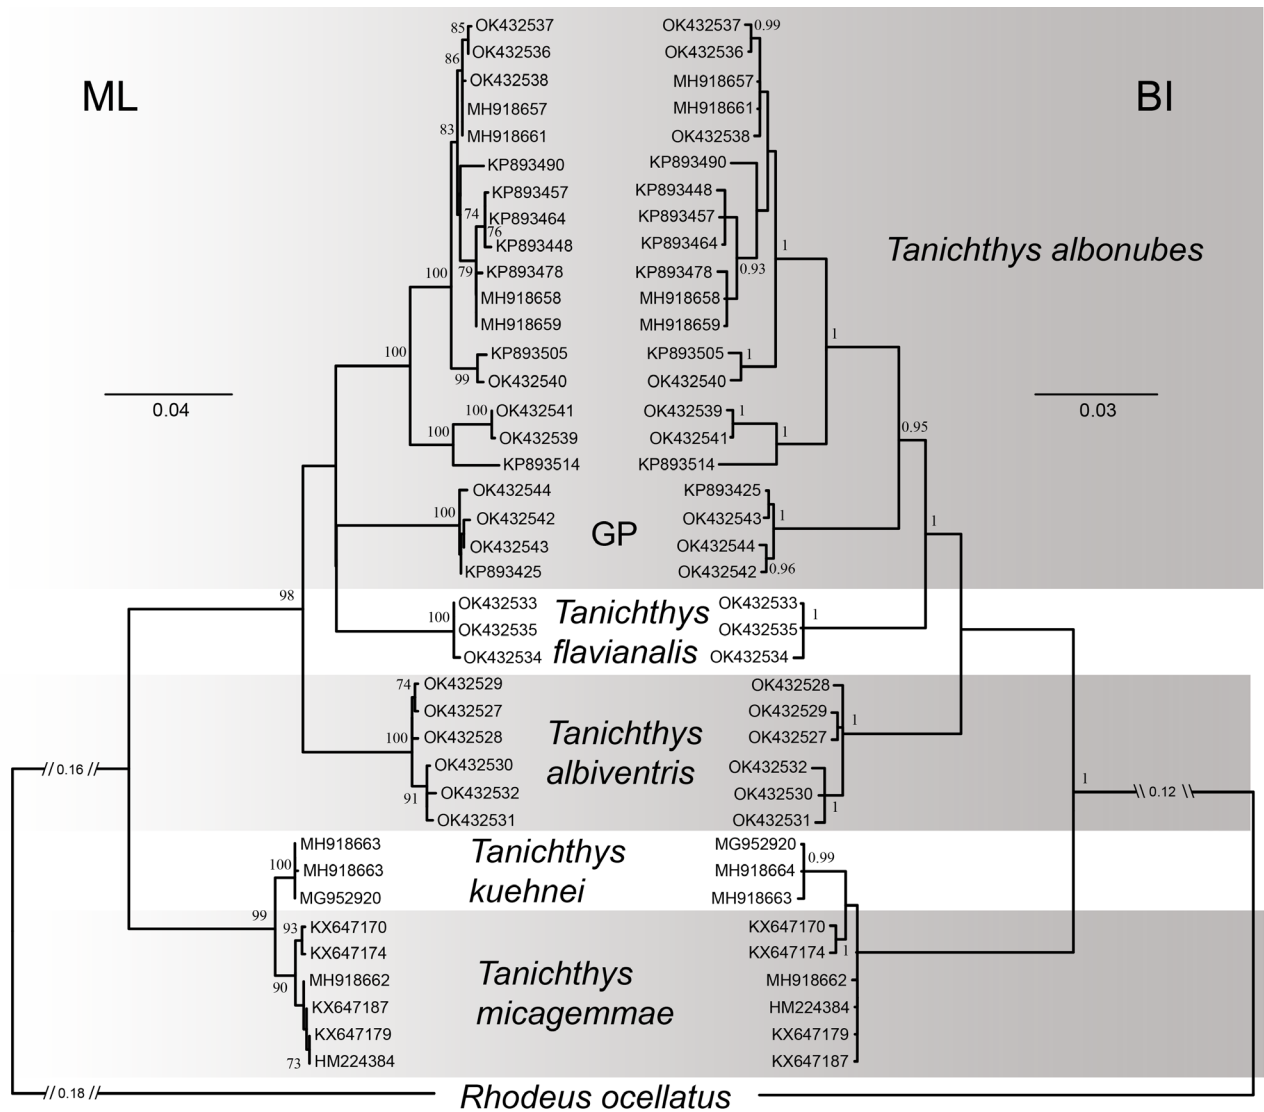 ML
BI
85 OK432537 OK432537 0.99
OK432536 OK432536
86
OK432538 MH918657
MH918657 MH918661
83
MH918661 OK432538
KP893490 KP893490
KP893457 KP893448
74 KP893464 KP893457
76
KP893448 KP893464
Tanichthys albonubes
1
100 79 KP893478 KP893478 0.93
MH918658 MH918658
MH918659 MH918659
1
100 KP893505 KP893505 1
99 OK432540 OK432540
0.04
0.03
100 OK432541 OK432539 1
100 OK432539 OK432541 1
0.95
KP893514 KP893514
OK432544 KP893425
100 OK432542 OK432543 1
1
GP
OK432543 OK432544
KP893425 OK432542 0.96
98
OK432533 OK432533
100 OK432535 OK432535 1
OK432534 OK432534
Tanichthys
flavianalis
74 OK432529 OK432528
OK432527 OK432529 1
100 OK432528 OK432527
Tanichthys
albiventris
OK432530 OK432532
// 0.16 //
91 OK432532 OK432530 1
1
\\ 0.12 \\
OK432531 OK432531
MH918663 MG952920
100 MH918663 MH918664 0.99
MG952920 MH918663
Tanichthys
kuehnei
99
93 KX647170 KX647170
KX647174 KX647174 1
90 MH918662 MH918662
KX647187 HM224384
KX647179 KX647179
73 HM224384 KX647187
Tanichthys
micagemmae
// 0.18 //
Rhodeus ocellatus